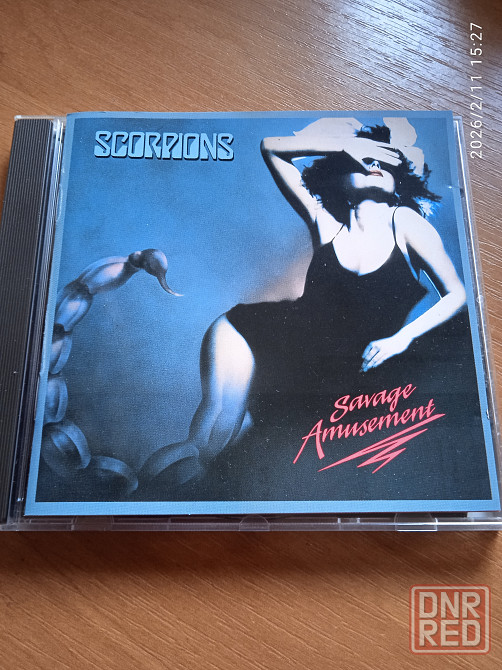 2026/2/11 15:27
SCORPIONS
Savage
Amusement
DNR
RED